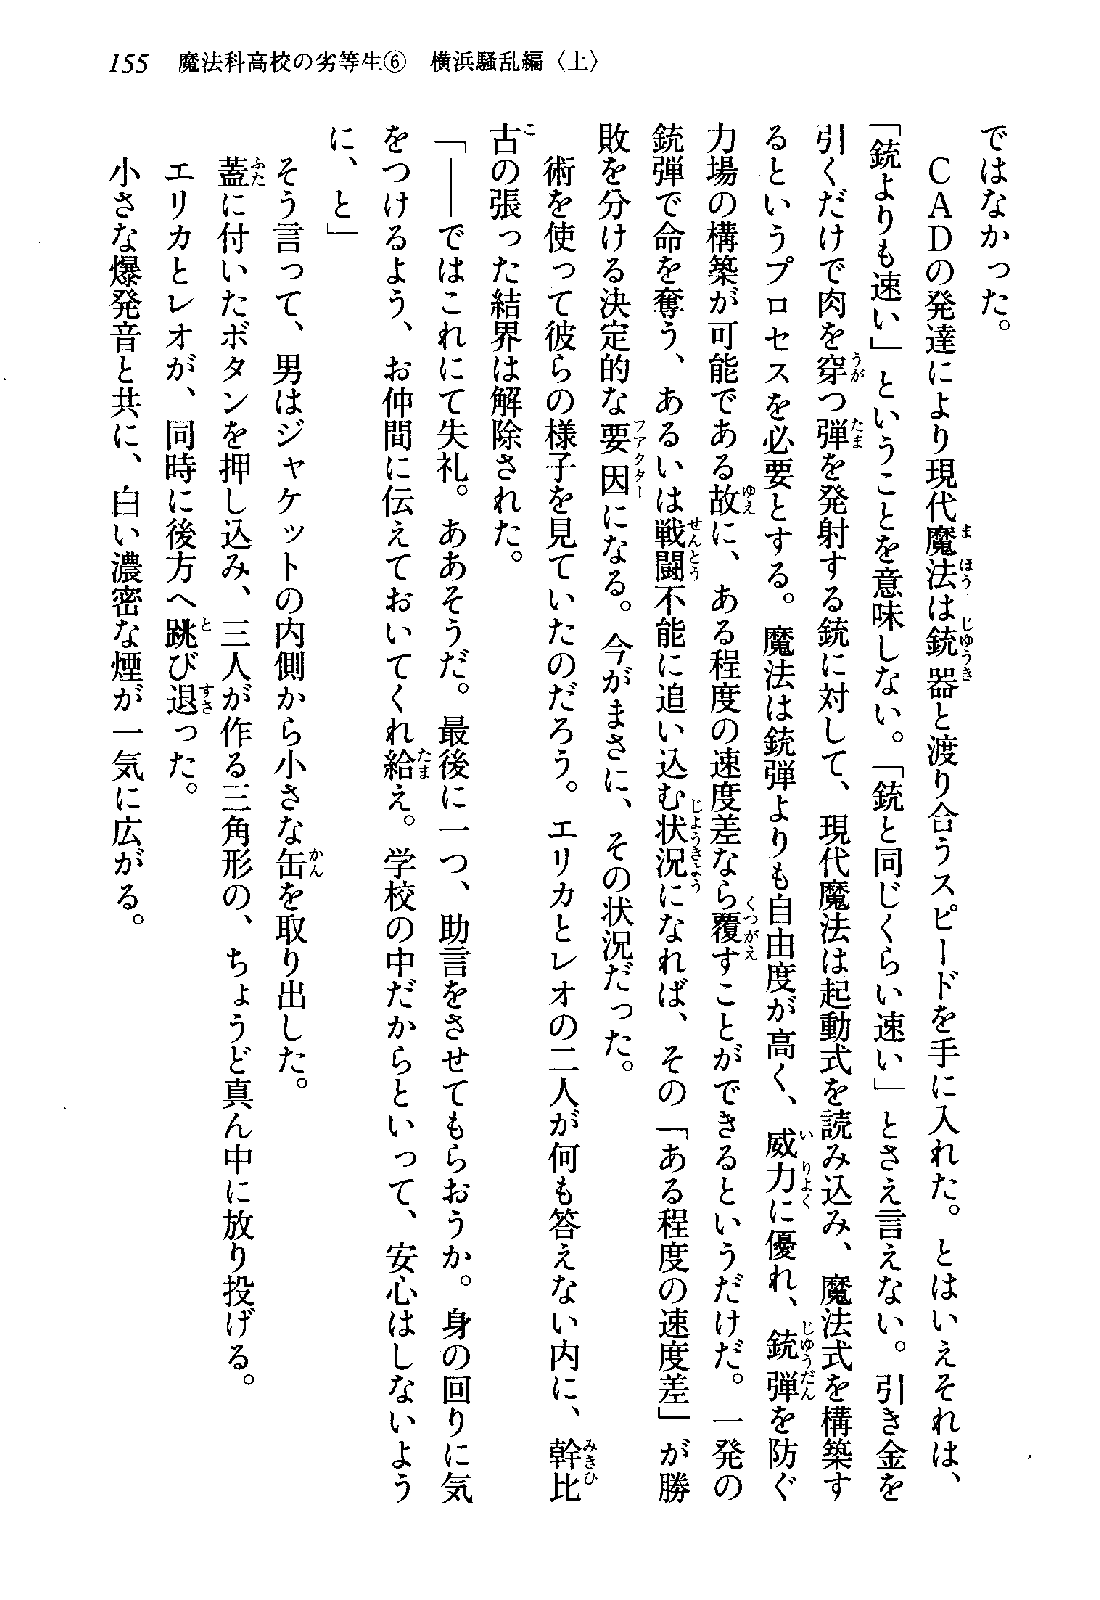 155 魔法科高校の劣等生⑥ 横浜騒乱編〈上〉
ではなかった。
　ＣＡＤの発達により現代魔法は銃器と渡り合うスピードを手に入れた。とはいえそれは、
「銃よりも速い」ということを意味しない。「銃と同じくらい速い」とさえ言えない。引き金を
引くだけで肉を穿つ弾を発射する銃に対して、現代魔法は起動式を読み込み、魔法式を構築す
るというプロセスを必要とする。魔法は銃弾よりも自由度が高く、威力に優れ、銃弾を防ぐ
力場の構築が可能である故に、ある程度の速度差なら覆すことができるというだけだ。一発の
銃弾で命を奪う、あるいは戦闘不能に追い込む状況になれば、その「ある程度の速度差」が勝
敗を分ける決定的な要因になる。今がまさに、その状況だった。
　術を使って彼らの様子を見ていたのだろう。エリカとレオの二人が何も答えない内に、幹比
古の張った結界は解除された。
「――ではこれにて失礼。ああそうだ。最後に一つ、助言をさせてもらおうか。身の回りに気
をつけるよう、お仲間に伝えておいてくれ給え。学校の中だからといって、安心はしないよう
に、と」
　そう言って、男はジャケットの内側から小さな缶を取り出した。
　蓋に付いたボタンを押し込み、三人が作る三角形の、ちょうど真ん中に放り投げる。
　エリカとレオが、同時に後方へ跳び退った。
　小さな爆発音と共に、白い濃密な煙が一気に広がる。